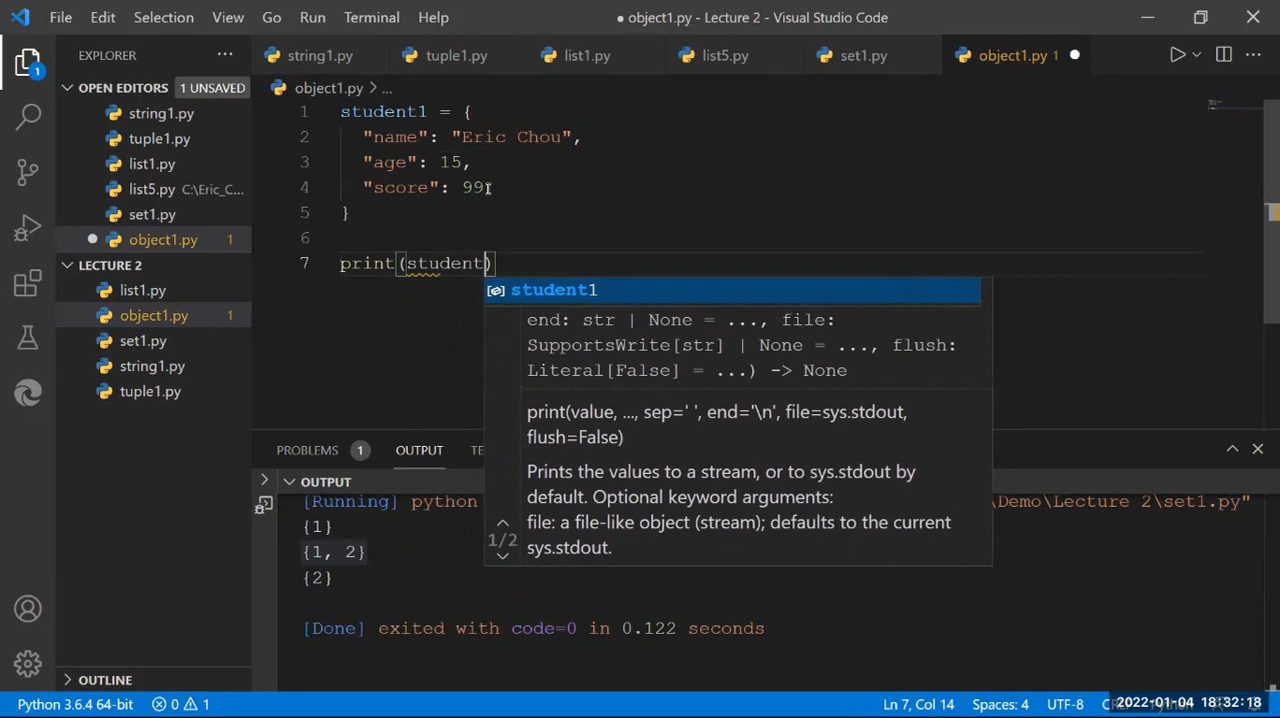 File Edit Selection View Go Run Terminal Help
● object1.py - Lecture 2 - Visual Studio Code
EXPLORER ...
string1.py tuple1.py list1.py list5.py set1.py object1.py 1 ●
OPEN EDITORS 1 UNSAVED
string1.py
tuple1.py
list1.py
list5.py C:\Eric_C...
set1.py
● object1.py 1
LECTURE 2
list1.py
object1.py 1
set1.py
string1.py
tuple1.py
OUTLINE
1
object1.py > ...
1 student1 = {
2 "name": "Eric Chou",
3 "age": 15,
4 "score": 99
5 }
6
7 print(student)
student1
end: str | None = ..., file:
SupportsWrite[str] | None = ..., flush:
Literal[False] = ...) -> None
print(value, ..., sep=' ', end='\n', file=sys.stdout,
flush=False)
Prints the values to a stream, or to sys.stdout by
default. Optional keyword arguments:
file: a file-like object (stream); defaults to the current
sys.stdout.
1/2
PROBLEMS 1 OUTPUT TE
OUTPUT
[Running] python \Demo\Lecture 2\set1.py"
{1}
{1, 2}
{2}
[Done] exited with code=0 in 0.122 seconds
Python 3.6.4 64-bit 0 1 Ln 7, Col 14 Spaces: 4 UTF-8
2022-01-04 18:32:18